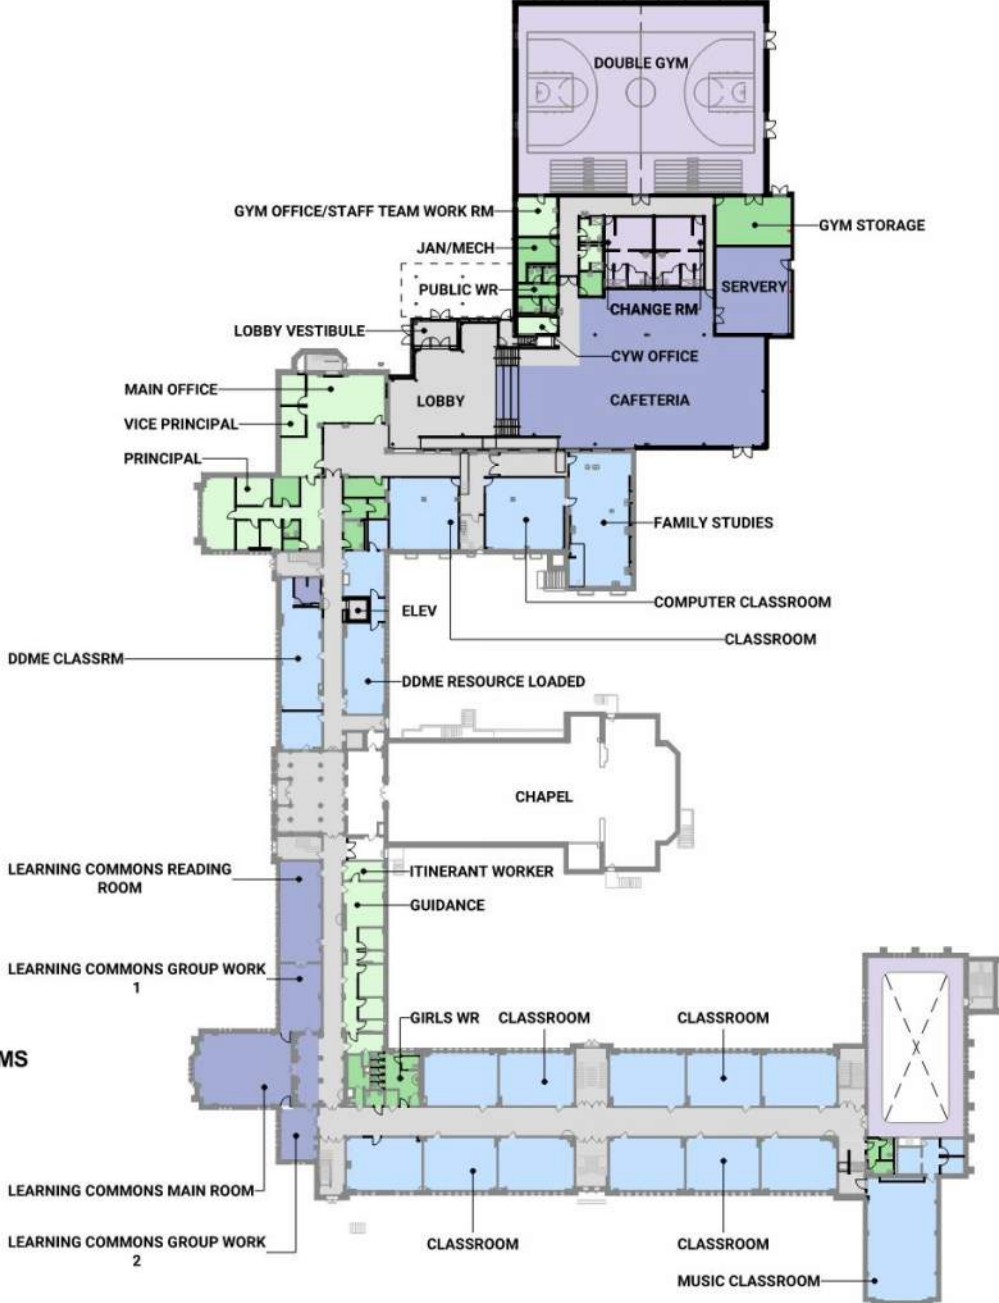 DOUBLE GYM
GYM OFFICE/STAFF TEAM WORK RM
GYM STORAGE
JAN/MECH
PUBLIC WR
SERVERY
CHANGE RM
LOBBY VESTIBULE
CYW OFFICE
MAIN OFFICE
LOBBY
CAFETERIA
VICE PRINCIPAL
PRINCIPAL
FAMILY STUDIES
COMPUTER CLASSROOM
ELEV
CLASSROOM
DDME CLASSRM
DDME RESOURCE LOADED
CHAPEL
LEARNING COMMONS READING
ROOM
ITINERANT WORKER
GUIDANCE
LEARNING COMMONS GROUP WORK
1
GIRLS WR
CLASSROOM
CLASSROOM
MS
LEARNING COMMONS MAIN ROOM
LEARNING COMMONS GROUP WORK
2
CLASSROOM
CLASSROOM
MUSIC CLASSROOM